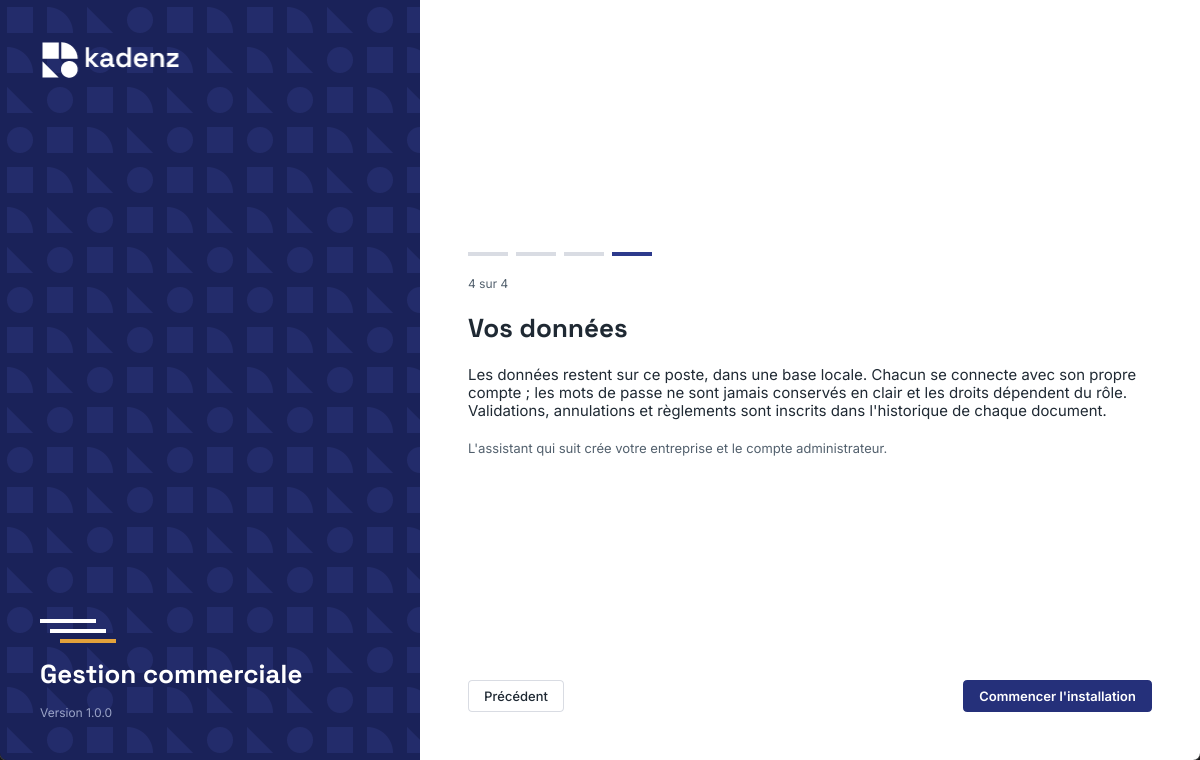 kadenz
4 sur 4
Vos données
Les données restent sur ce poste, dans une base locale. Chacun se connecte avec son propre
compte ; les mots de passe ne sont jamais conservés en clair et les droits dépendent du rôle.
Validations, annulations et règlements sont inscrits dans l'historique de chaque document.
L'assistant qui suit crée votre entreprise et le compte administrateur.
Gestion commerciale
Version 1.0.0
Précédent
Commencer l'installation